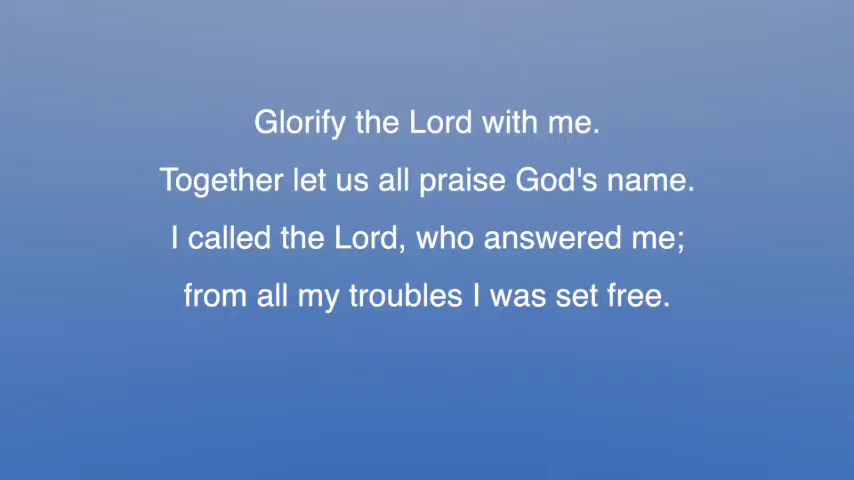 Glorify the Lord with me.
Together let us all praise God's name.
I called the Lord, who answered me;
from all my troubles I was set free.